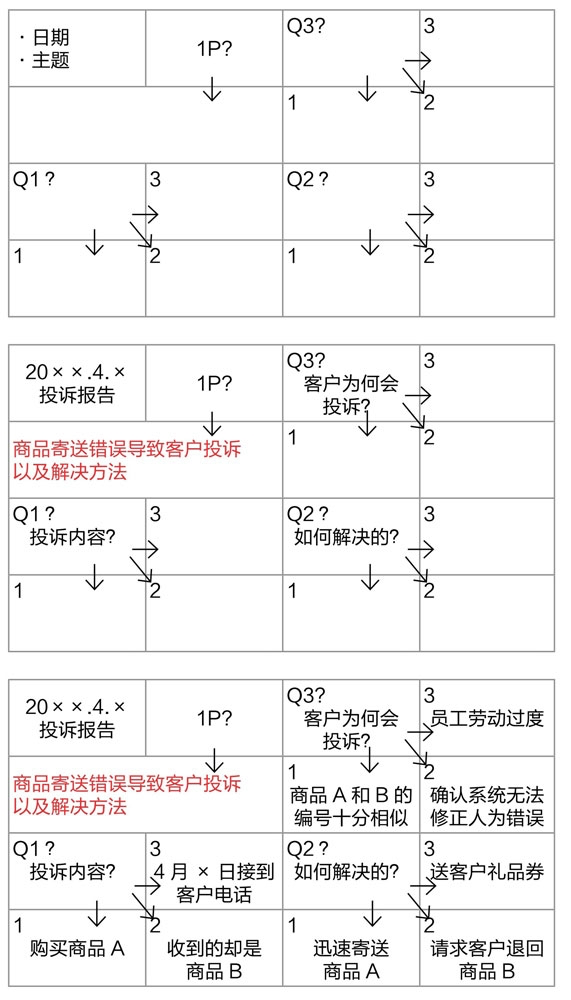 · 日期
· 主题
1P?
Q3?
3
1
2
Q1?
3
Q2?
3
1
2
1
2
20××.4.×
投诉报告
1P?
Q3?
客户为何会
投诉?
3
商品寄送错误导致客户投诉
以及解决方法
1
2
Q1?
投诉内容?
3
Q2?
如何解决的?
3
1
2
1
2
20××.4.×
投诉报告
1P?
Q3?
客户为何会
投诉?
3
员工劳动过度
商品寄送错误导致客户投诉
以及解决方法
1
商品 A 和 B 的
编号十分相似
2
确认系统无法
修正人为错误
Q1?
投诉内容?
3
4 月 × 日接到
客户电话
Q2?
如何解决的?
3
送客户礼品券
1
购买商品 A
2
收到的却是
商品 B
1
迅速寄送
商品 A
2
请求客户退回
商品 B